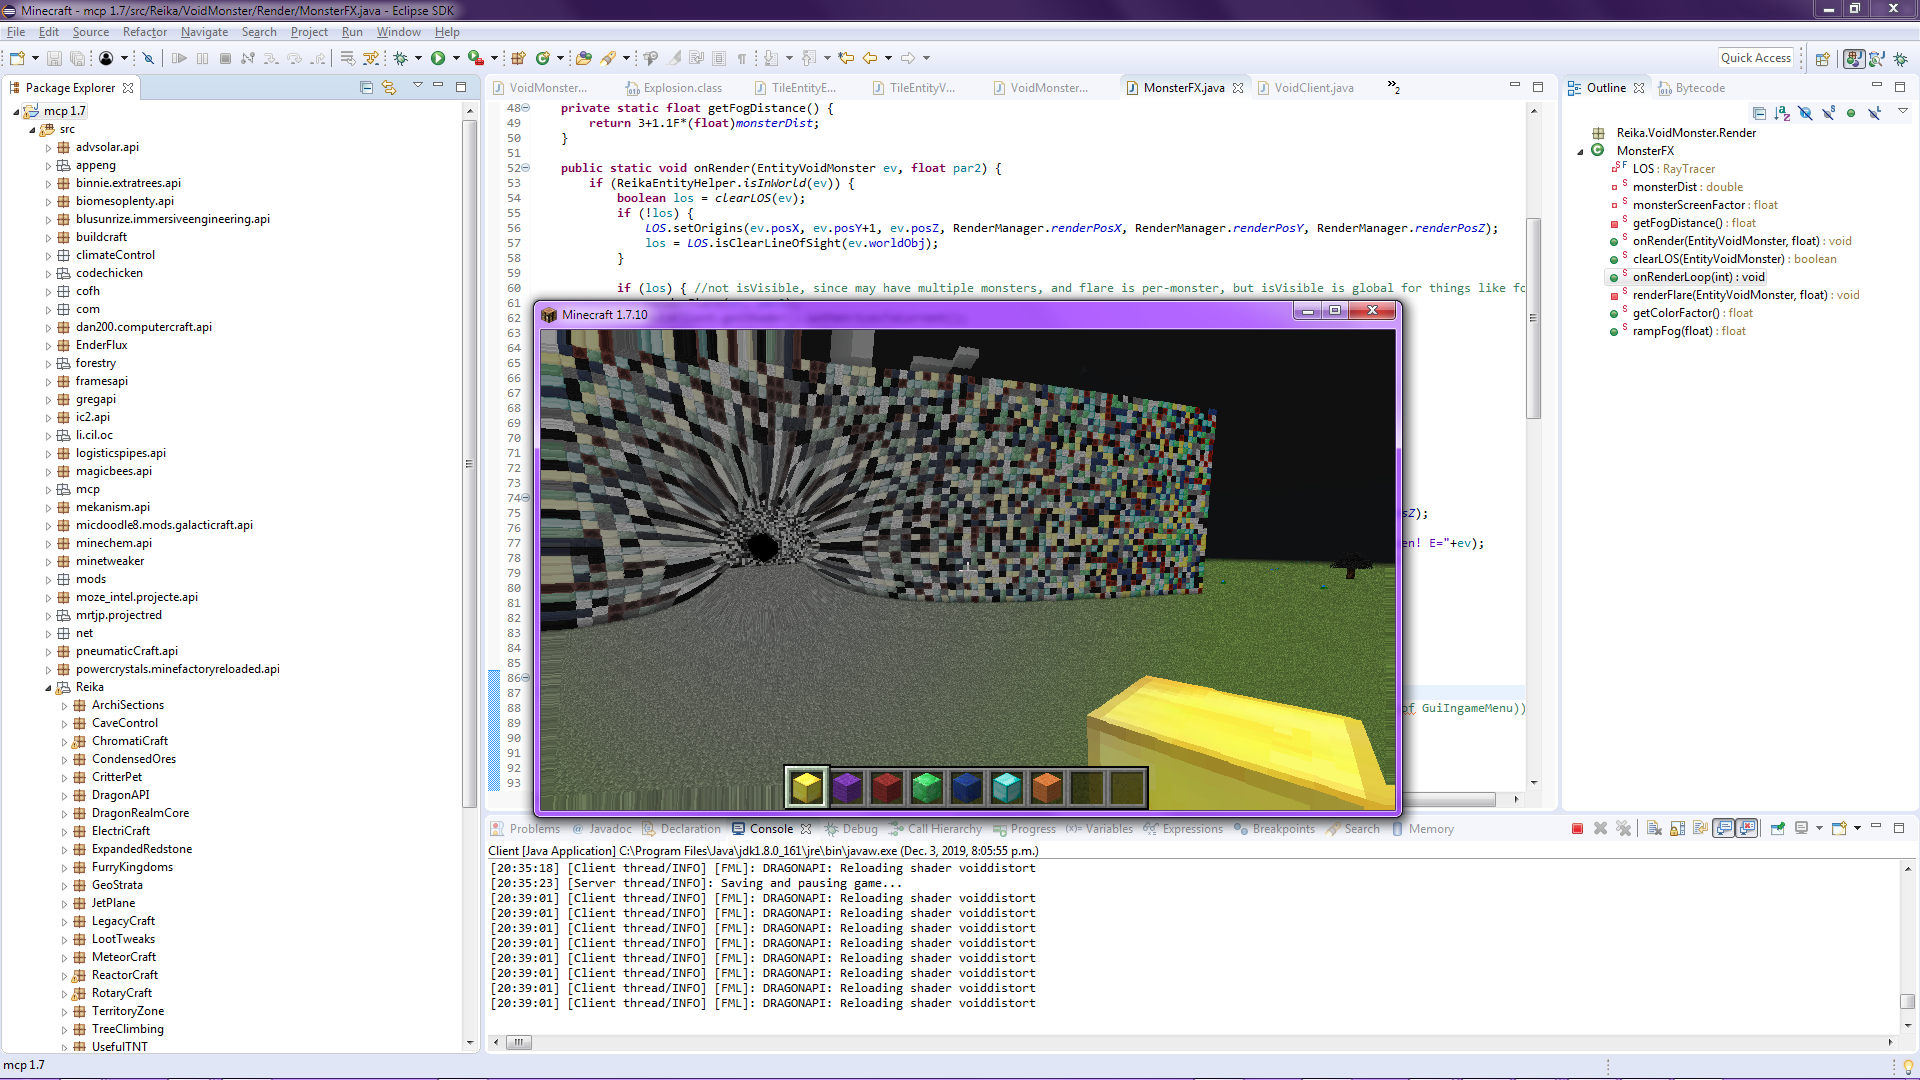 Minecraft - mcp 1.7/src/Reika/VoidMonster/Render/MonsterFX.java - Eclipse SDK
File Edit Source Refactor Navigate Search Project Run Window Help
Quick Access
Package Explorer
mcp 1.7
src
advsolar.api
appeng
binnie.extratrees.api
biomesoplenty.api
blusunrize.immersiveengineering.api
buildcraft
climateControl
codechicken
cofh
com
dan200.computercraft.api
EnderFlux
forestry
framesapi
gregapi
ic2.api
li.cil.oc
logisticspipes.api
magicbees.api
mcp
mekanism.api
micdoodle8.mods.galacticraft.api
minechem.api
minetweaker
mods
moze_intel.projecte.api
mrtjp.projectred
net
pneumaticCraft.api
powercrystals.minefactoryreloaded.api
Reika
ArchiSections
CaveControl
ChromatiCraft
CondensedOres
CritterPet
DragonAPI
DragonRealmCore
ElectriCraft
ExpandedRedstone
FurryKingdoms
GeoStrata
JetPlane
LegacyCraft
LootTweaks
MeteorCraft
ReactorCraft
RotaryCraft
TerritoryZone
TreeClimbing
UsefulTNT
VoidMonster... Explosion.class TileEntityE... TileEntityV... VoidMonster... MonsterFX.java VoidClient.java 2
48 private static float getFogDistance() {
49 return 3+1.1F*(float)monsterDist;
50 }
51
52 public static void onRender(EntityVoidMonster ev, float par2) {
53 if (ReikaEntityHelper.isInWorld(ev)) {
54 boolean los = clearLOS(ev);
55 if (!los) {
56 LOS.setOrigins(ev.posX, ev.posY+1, ev.posZ, RenderManager.renderPosX, RenderManager.renderPosY, RenderManager.renderPosZ);
57 los = LOS.isClearLineOfSight(ev.worldObj);
58 }
59
60 if (los) { //not isVisible, since may have multiple monsters, and flare is per-monster, but isVisible is global for things like fo
61
62
63
64
65
66
67
68
69
70
71
72
73
74
75
76 sZ);
77
78 en! E="+ev);
79
80
81
82
83
84
85
86
87
88 of GuiIngameMenu))
89
90
91
92
93
Minecraft 1.7.10
Outline Bytecode
Reika.VoidMonster.Render
MonsterFX
LOS : RayTracer
monsterDist : double
monsterScreenFactor : float
getFogDistance() : float
onRender(EntityVoidMonster, float) : void
clearLOS(EntityVoidMonster) : boolean
onRenderLoop(int) : void
renderFlare(EntityVoidMonster, float) : void
getColorFactor() : float
rampFog(float) : float
Problems Javadoc Declaration Console Debug Call Hierarchy Progress Variables Expressions Breakpoints Search Memory
Client [Java Application] C:\Program Files\Java\jdk1.8.0_161\jre\bin\javaw.exe (Dec. 3, 2019, 8:05:55 p.m.)
[20:35:18] [Client thread/INFO] [FML]: DRAGONAPI: Reloading shader voiddistort
[20:35:23] [Server thread/INFO]: Saving and pausing game...
[20:39:01] [Client thread/INFO] [FML]: DRAGONAPI: Reloading shader voiddistort
[20:39:01] [Client thread/INFO] [FML]: DRAGONAPI: Reloading shader voiddistort
[20:39:01] [Client thread/INFO] [FML]: DRAGONAPI: Reloading shader voiddistort
[20:39:01] [Client thread/INFO] [FML]: DRAGONAPI: Reloading shader voiddistort
[20:39:01] [Client thread/INFO] [FML]: DRAGONAPI: Reloading shader voiddistort
[20:39:01] [Client thread/INFO] [FML]: DRAGONAPI: Reloading shader voiddistort
[20:39:01] [Client thread/INFO] [FML]: DRAGONAPI: Reloading shader voiddistort
[20:39:01] [Client thread/INFO] [FML]: DRAGONAPI: Reloading shader voiddistort
mcp 1.7